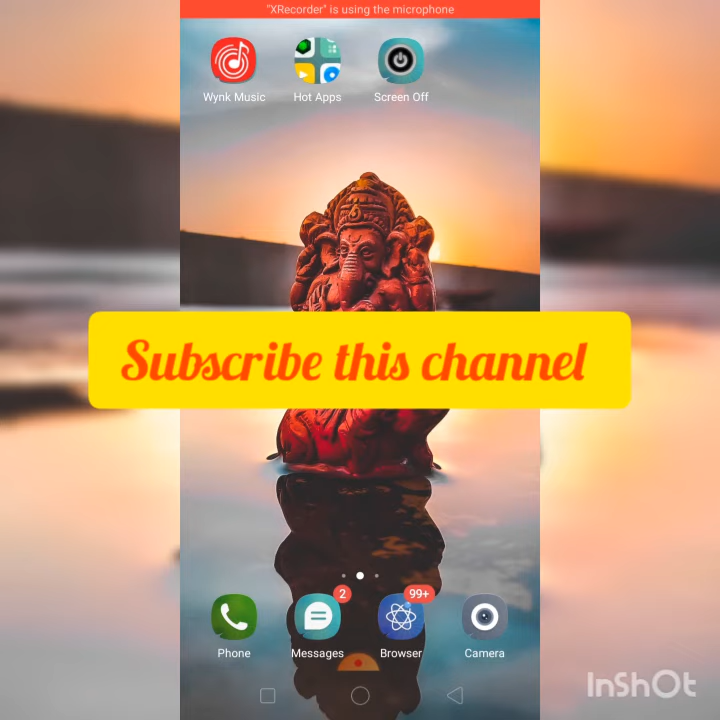 "XRecorder" is using the microphone
Wynk Music
Hot Apps
Screen Off
Subscribe this channel
2
99+
Phone
Messages
Browser
Camera
InShOt